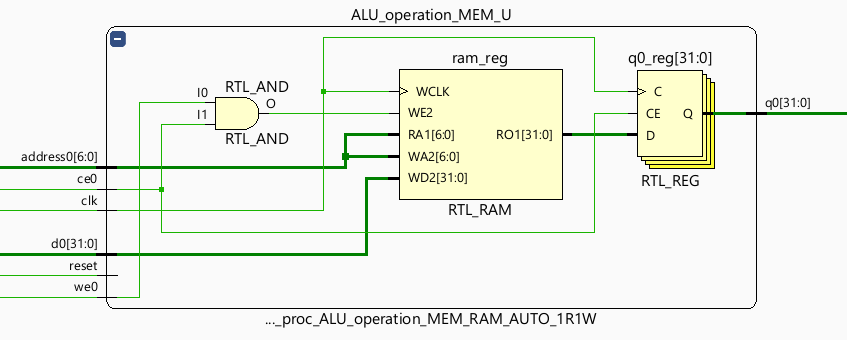 ALU_operation_MEM_U
ram_reg
q0_reg[31:0]
RTL_AND
I0
I1
O
RTL_AND
WCLK
WE2
RA1[6:0]
WA2[6:0]
WD2[31:0]
RO1[31:0]
RTL_RAM
C
CE
D
Q
RTL_REG
q0[31:0]
address0[6:0]
ce0
clk
d0[31:0]
reset
we0
..._proc_ALU_operation_MEM_RAM_AUTO_1R1W